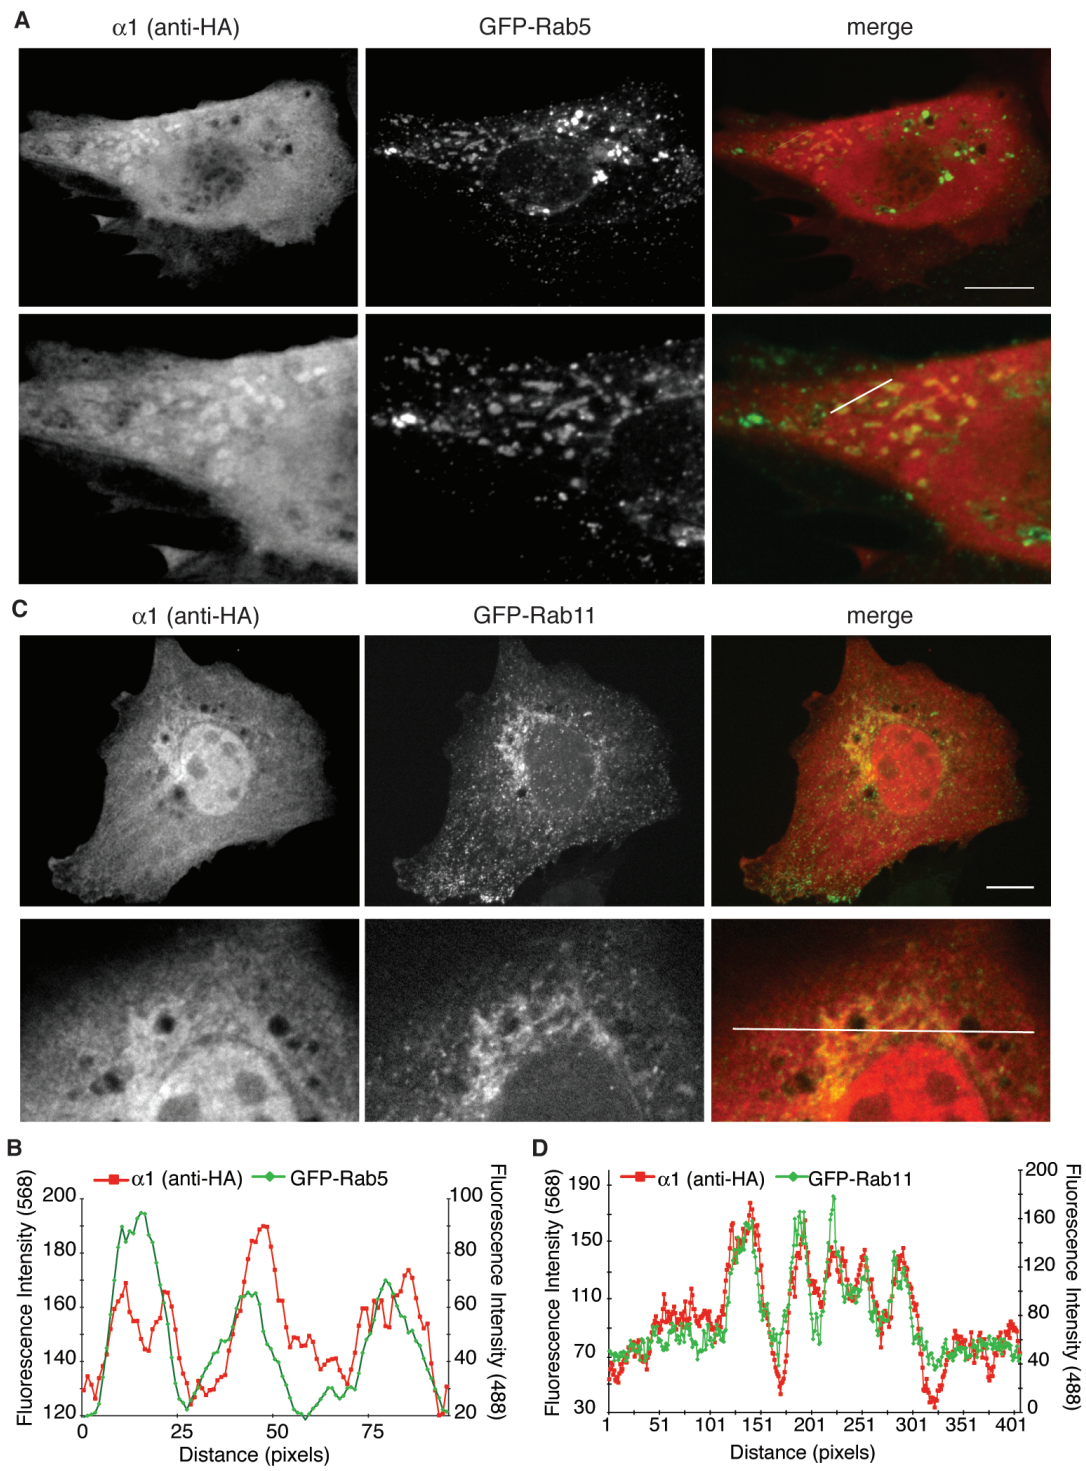 A
α1 (anti-HA) GFP-Rab5 merge
C
α1 (anti-HA) GFP-Rab11 merge
B
α1 (anti-HA) GFP-Rab5
Fluorescence Intensity (568)
200
180
160
140
120
Fluorescence Intensity (488)
100
80
60
40
20
0 25 50 75
Distance (pixels)
D
α1 (anti-HA) GFP-Rab11
Fluorescence Intensity (568)
190
150
110
70
30
Fluorescence Intensity (488)
200
160
120
80
40
0
1 51 101 151 201 251 301 351 401
Distance (pixels)